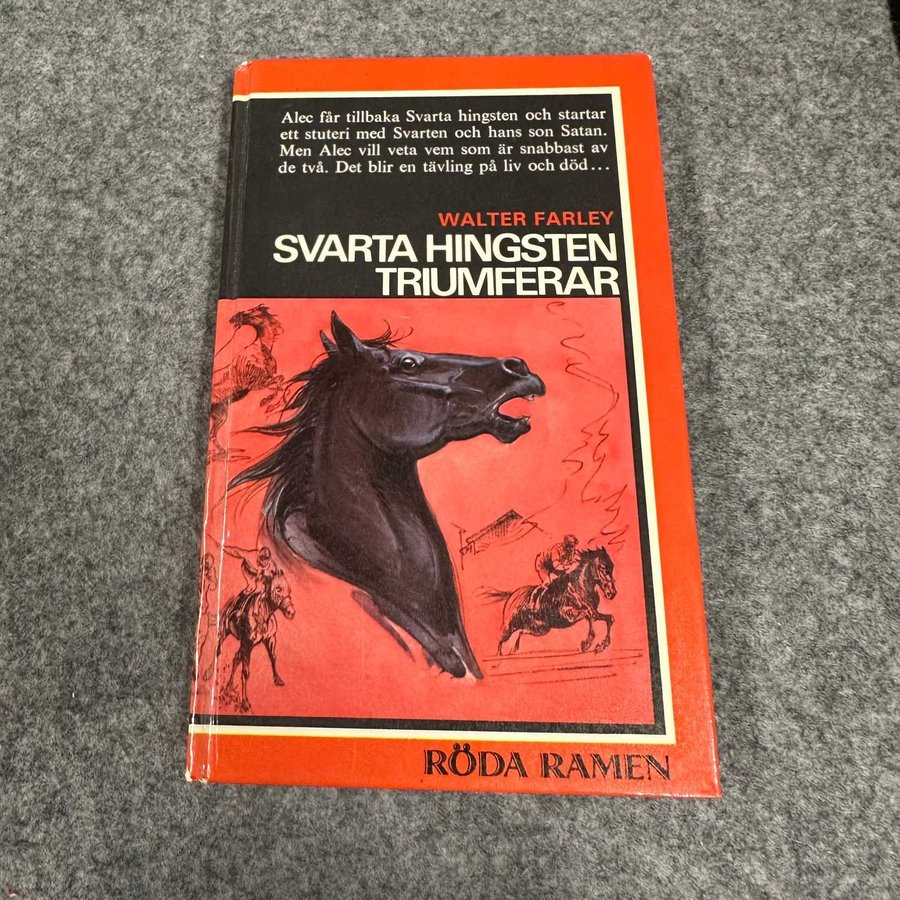 Alec får tillbaka Svarta hingsten och startar
ett stuteri med Svarten och hans son Satan.
Men Alec vill veta vem som är snabbast av
de två. Det blir en tävling på liv och död...
WALTER FARLEY
SVARTA HINGSTEN
TRIUMFERAR
RÖDA RAMEN